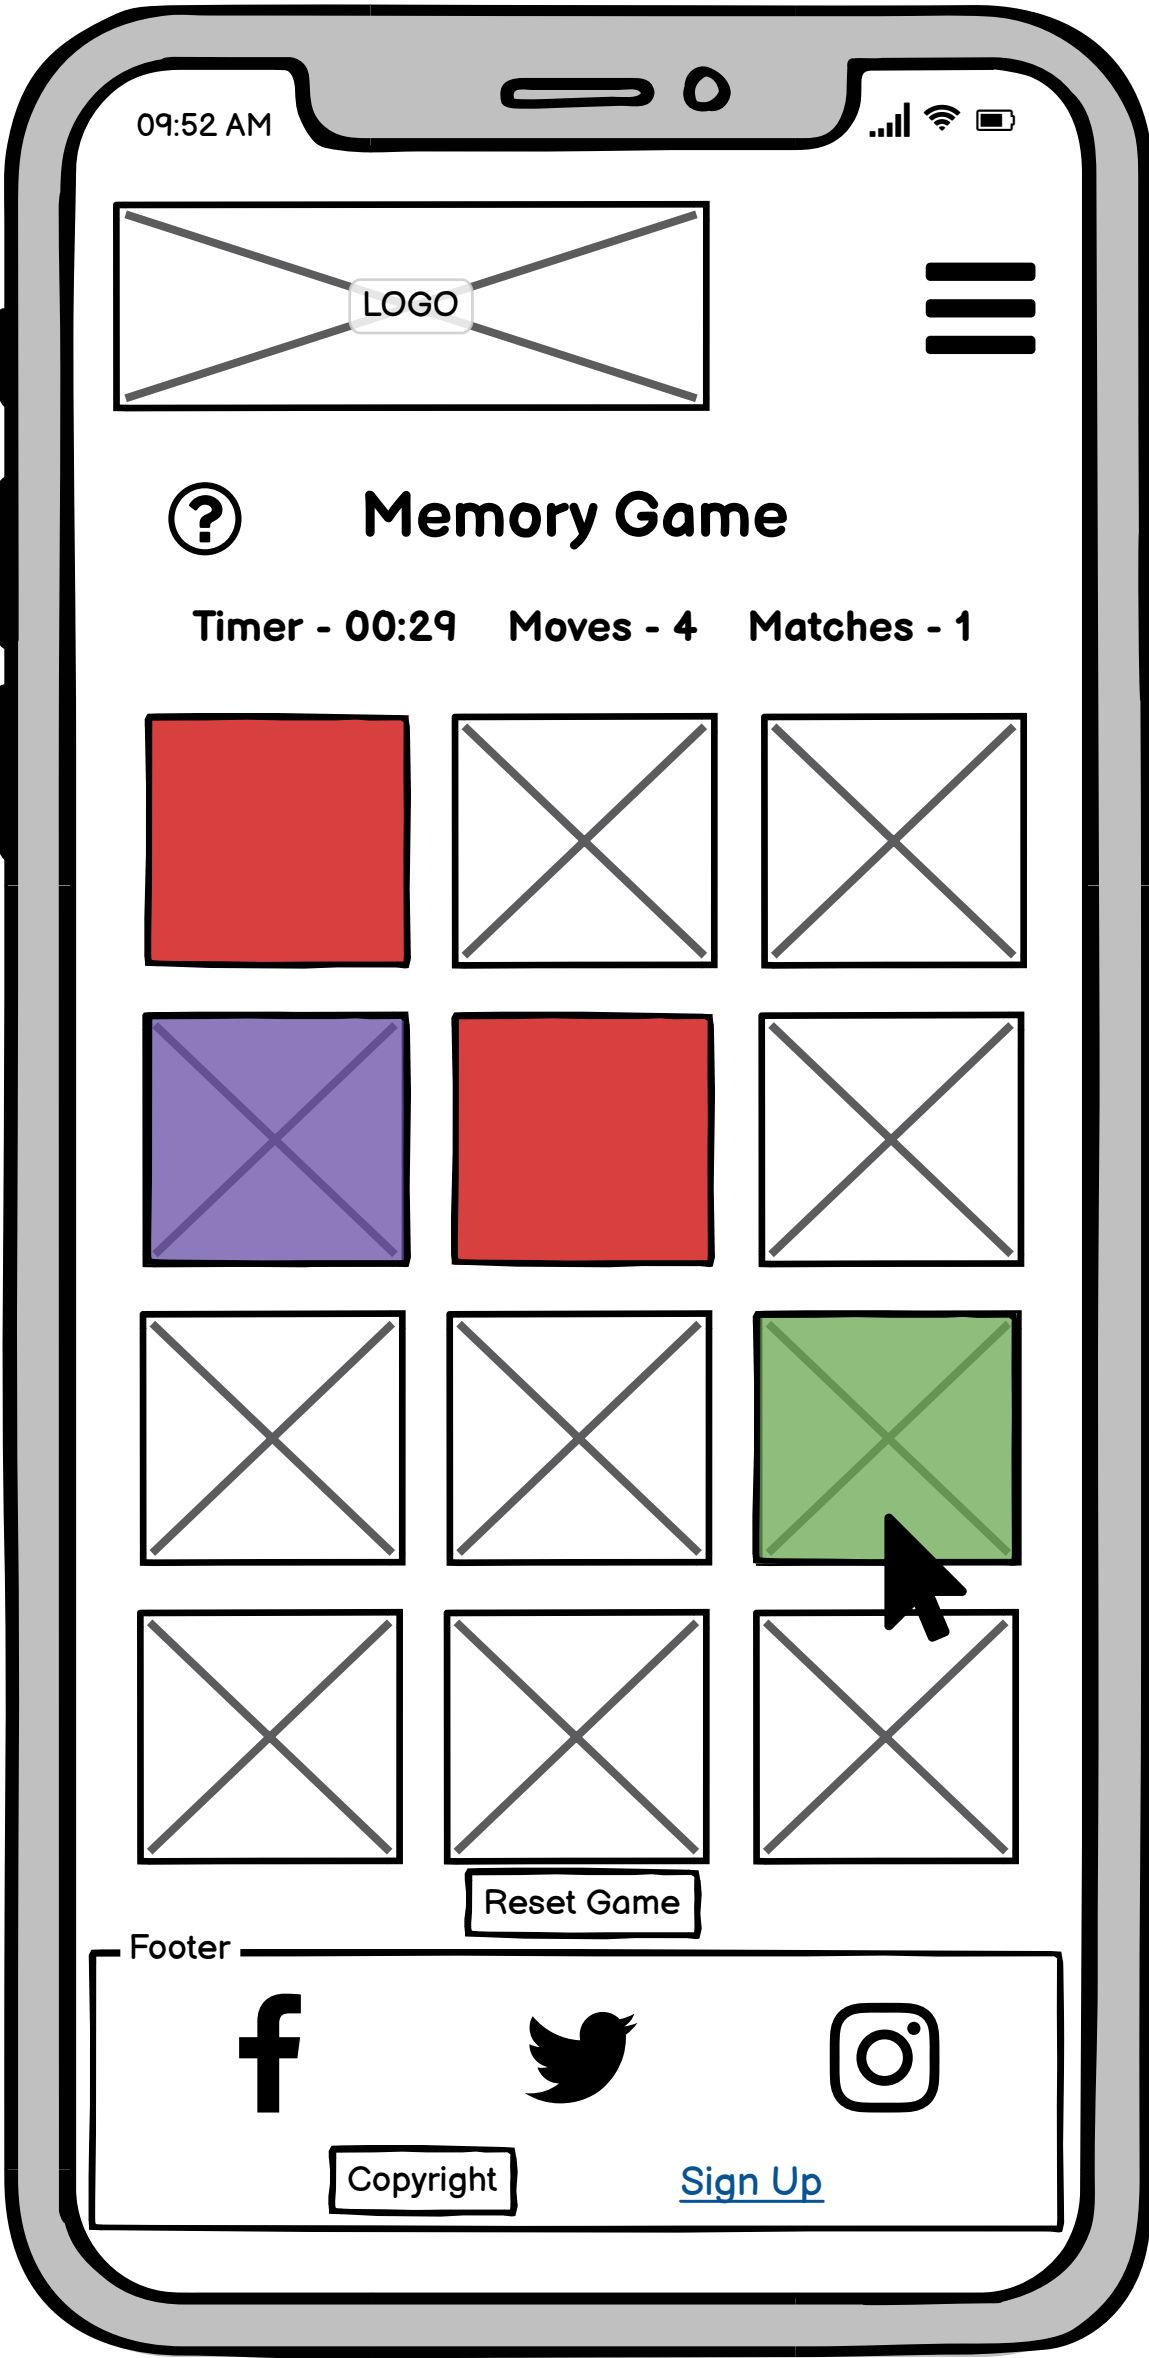 09:52 AM
LOGO
Memory Game
Timer - 00:29 Moves - 4 Matches - 1
Reset Game
Footer
Copyright Sign Up